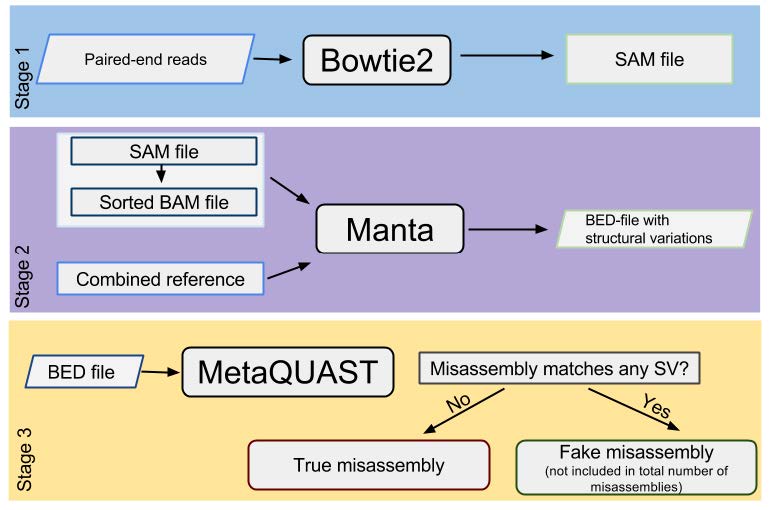 Stage 1
Paired-end reads
Bowtie2
SAM file
Stage 2
SAM file
Sorted BAM file
Combined reference
Manta
BED-file with
structural variations
Stage 3
BED file
MetaQUAST
Misassembly matches any SV?
No
Yes
True misassembly
Fake misassembly
(not included in total number of
misassemblies)